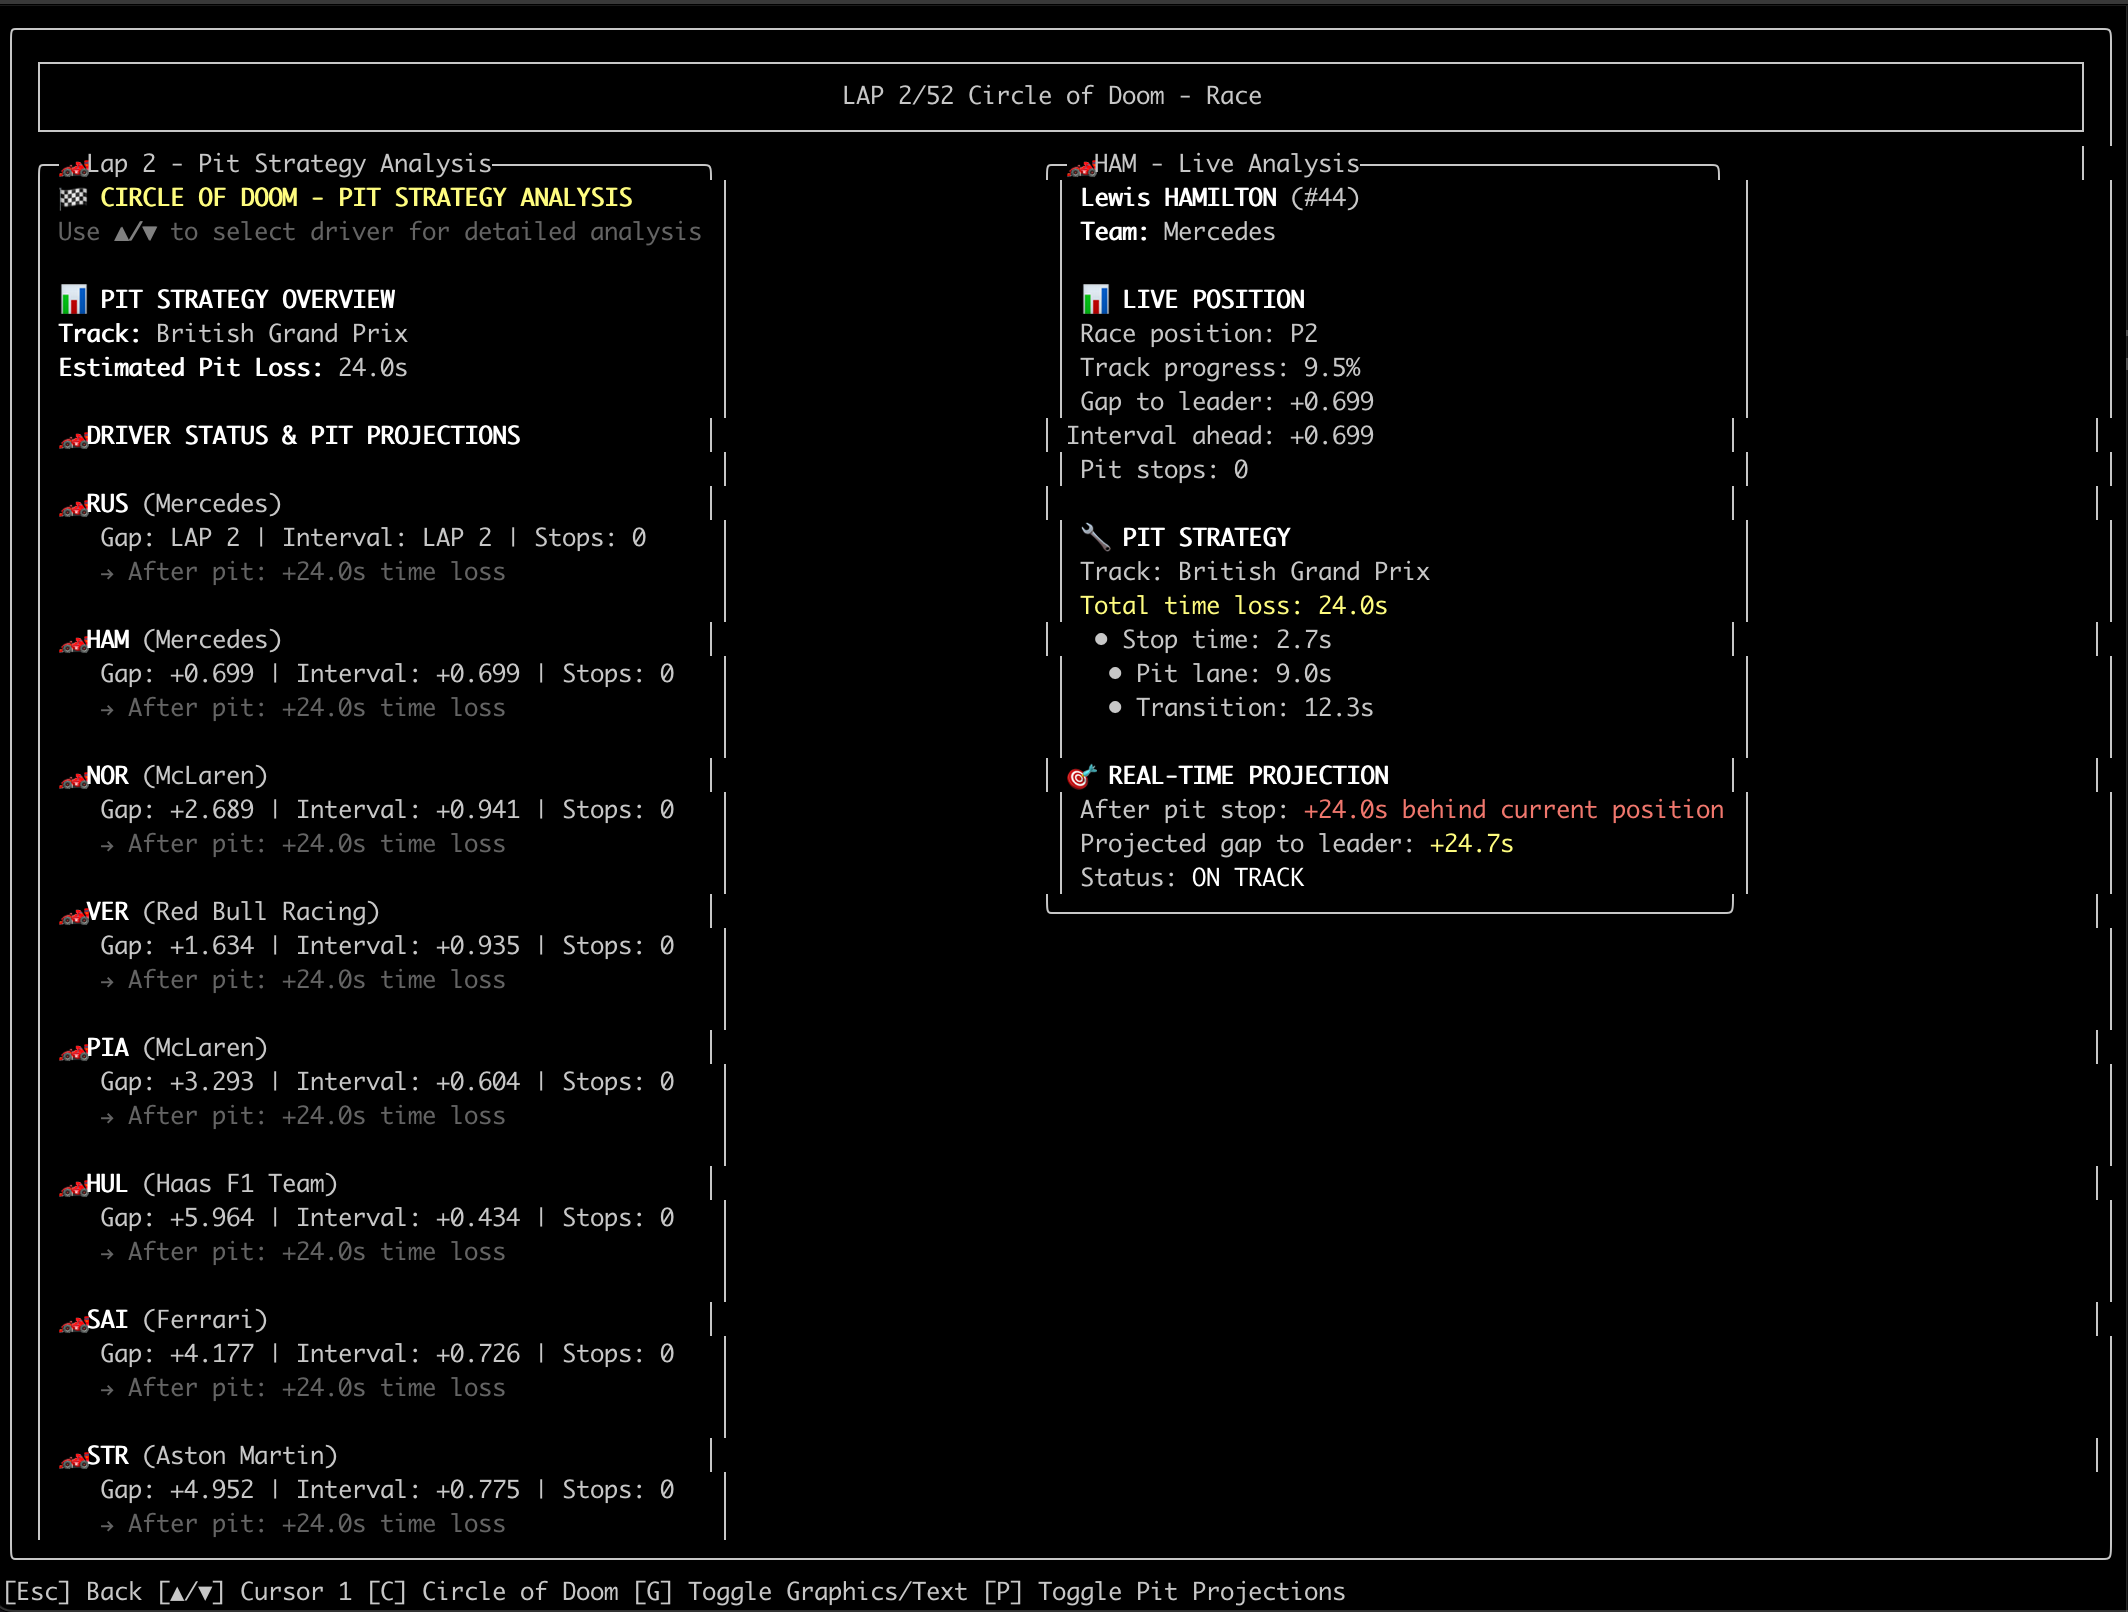 LAP 2/52 Circle of Doom - Race
Lap 2 - Pit Strategy Analysis
CIRCLE OF DOOM - PIT STRATEGY ANALYSIS
Use ▲/▼ to select driver for detailed analysis
PIT STRATEGY OVERVIEW
Track: British Grand Prix
Estimated Pit Loss: 24.0s
DRIVER STATUS & PIT PROJECTIONS
RUS (Mercedes)
Gap: LAP 2 | Interval: LAP 2 | Stops: 0
→ After pit: +24.0s time loss
HAM (Mercedes)
Gap: +0.699 | Interval: +0.699 | Stops: 0
→ After pit: +24.0s time loss
NOR (McLaren)
Gap: +2.689 | Interval: +0.941 | Stops: 0
→ After pit: +24.0s time loss
VER (Red Bull Racing)
Gap: +1.634 | Interval: +0.935 | Stops: 0
→ After pit: +24.0s time loss
PIA (McLaren)
Gap: +3.293 | Interval: +0.604 | Stops: 0
→ After pit: +24.0s time loss
HUL (Haas F1 Team)
Gap: +5.964 | Interval: +0.434 | Stops: 0
→ After pit: +24.0s time loss
SAI (Ferrari)
Gap: +4.177 | Interval: +0.726 | Stops: 0
→ After pit: +24.0s time loss
STR (Aston Martin)
Gap: +4.952 | Interval: +0.775 | Stops: 0
→ After pit: +24.0s time loss
HAM - Live Analysis
Lewis HAMILTON (#44)
Team: Mercedes
LIVE POSITION
Race position: P2
Track progress: 9.5%
Gap to leader: +0.699
Interval ahead: +0.699
Pit stops: 0
PIT STRATEGY
Track: British Grand Prix
Total time loss: 24.0s
● Stop time: 2.7s
● Pit lane: 9.0s
● Transition: 12.3s
REAL-TIME PROJECTION
After pit stop: +24.0s behind current position
Projected gap to leader: +24.7s
Status: ON TRACK
[Esc] Back [▲/▼] Cursor 1 [C] Circle of Doom [G] Toggle Graphics/Text [P] Toggle Pit Projections